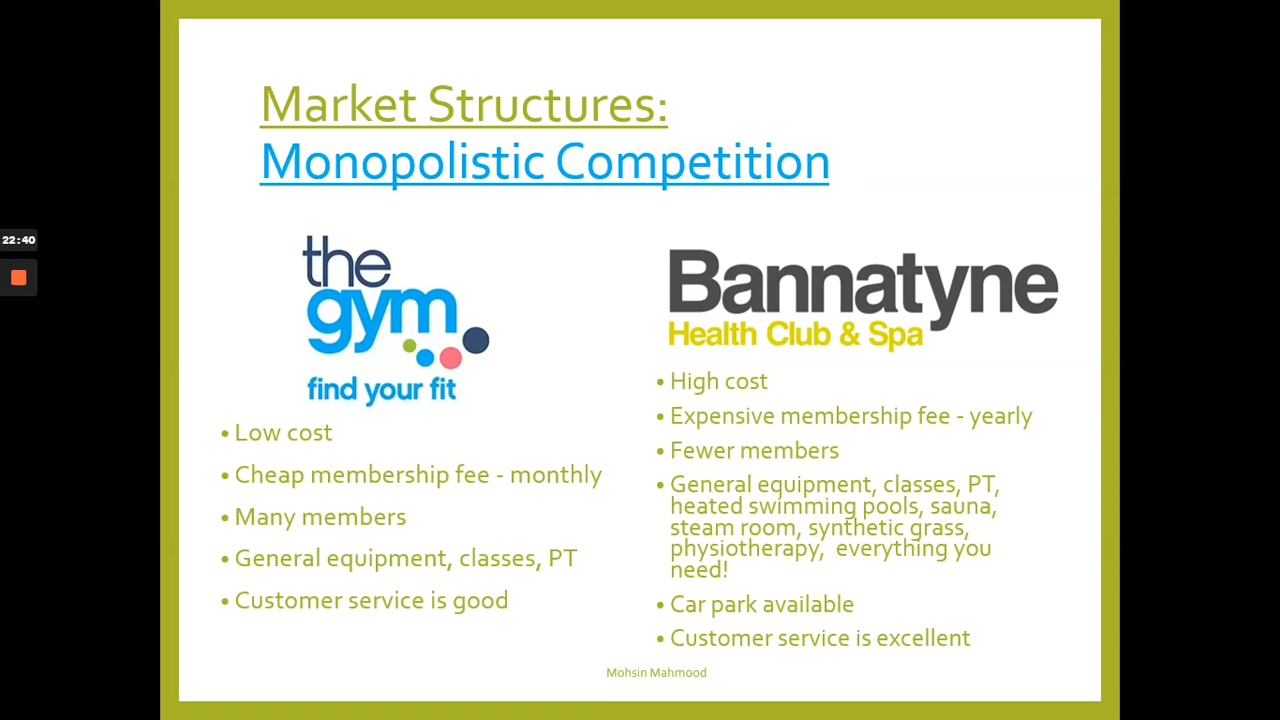 Market Structures:
Monopolistic Competition
22:40
the
gym
find your fit
• Low cost
• Cheap membership fee - monthly
• Many members
• General equipment, classes, PT
• Customer service is good
Bannatyne
Health Club & Spa
• High cost
• Expensive membership fee - yearly
• Fewer members
• General equipment, classes, PT,
heated swimming pools, sauna,
steam room, synthetic grass,
physiotherapy, everything you
need!
• Car park available
• Customer service is excellent
Mohsin Mahmood